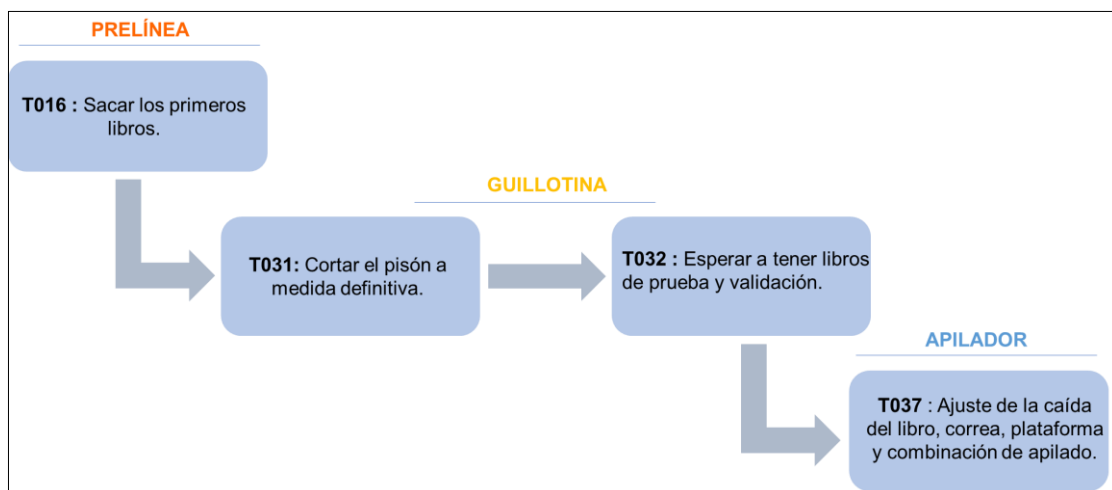 PRELÍNEA
T016 : Sacar los primeros
libros.
GUILLOTINA
T031: Cortar el pisón a
medida definitiva.
T032 : Esperar a tener libros
de prueba y validación.
APILADOR
T037 : Ajuste de la caída
del libro, correa, plataforma
y combinación de apilado.